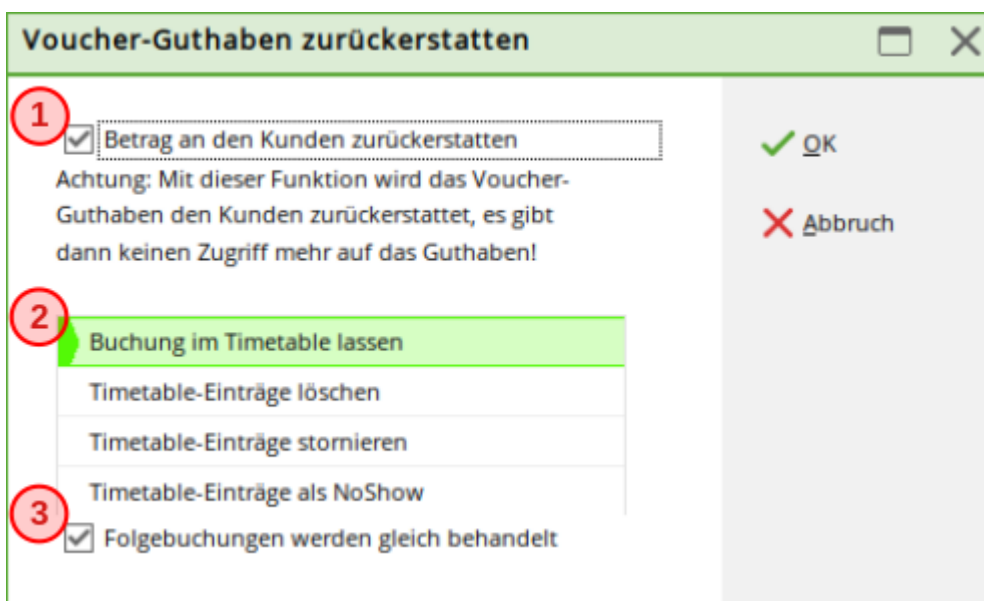 Voucher-Guthaben zurückerstatten
1
Betrag an den Kunden zurückerstatten
Achtung: Mit dieser Funktion wird das Voucher-
Guthaben den Kunden zurückerstattet, es gibt
dann keinen Zugriff mehr auf das Guthaben!
OK
Abbruch
2
Buchung im Timetable lassen
Timetable-Einträge löschen
Timetable-Einträge stornieren
Timetable-Einträge als NoShow
3
Folgebuchungen werden gleich behandelt